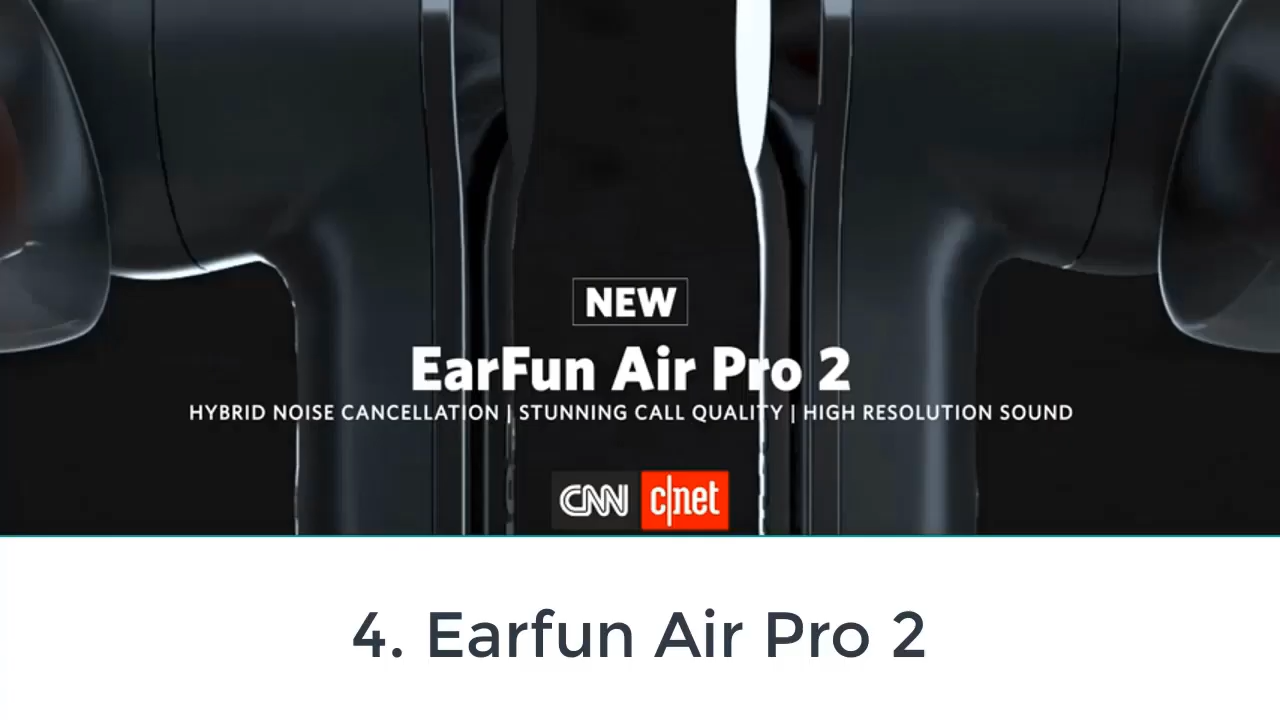 NEW
EarFun Air Pro 2
HYBRID NOISE CANCELLATION | STUNNING CALL QUALITY | HIGH RESOLUTION SOUND
CNN c|net
4. Earfun Air Pro 2